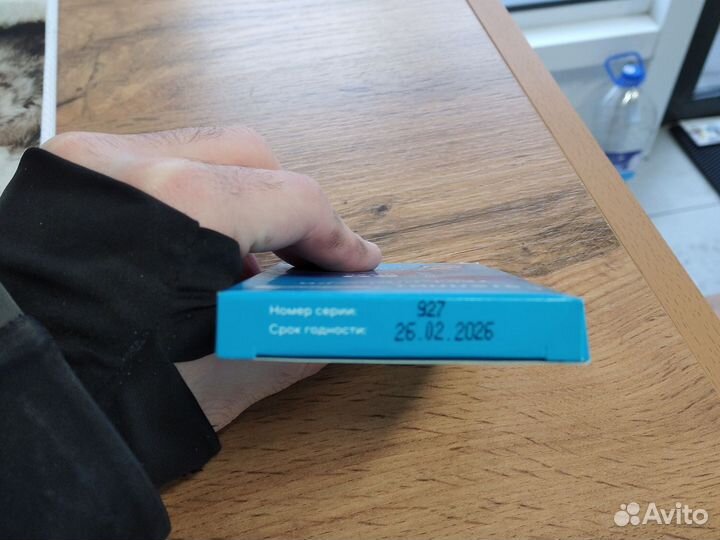 Номер серии: 927
Срок годности: 26.02.2026
Avito